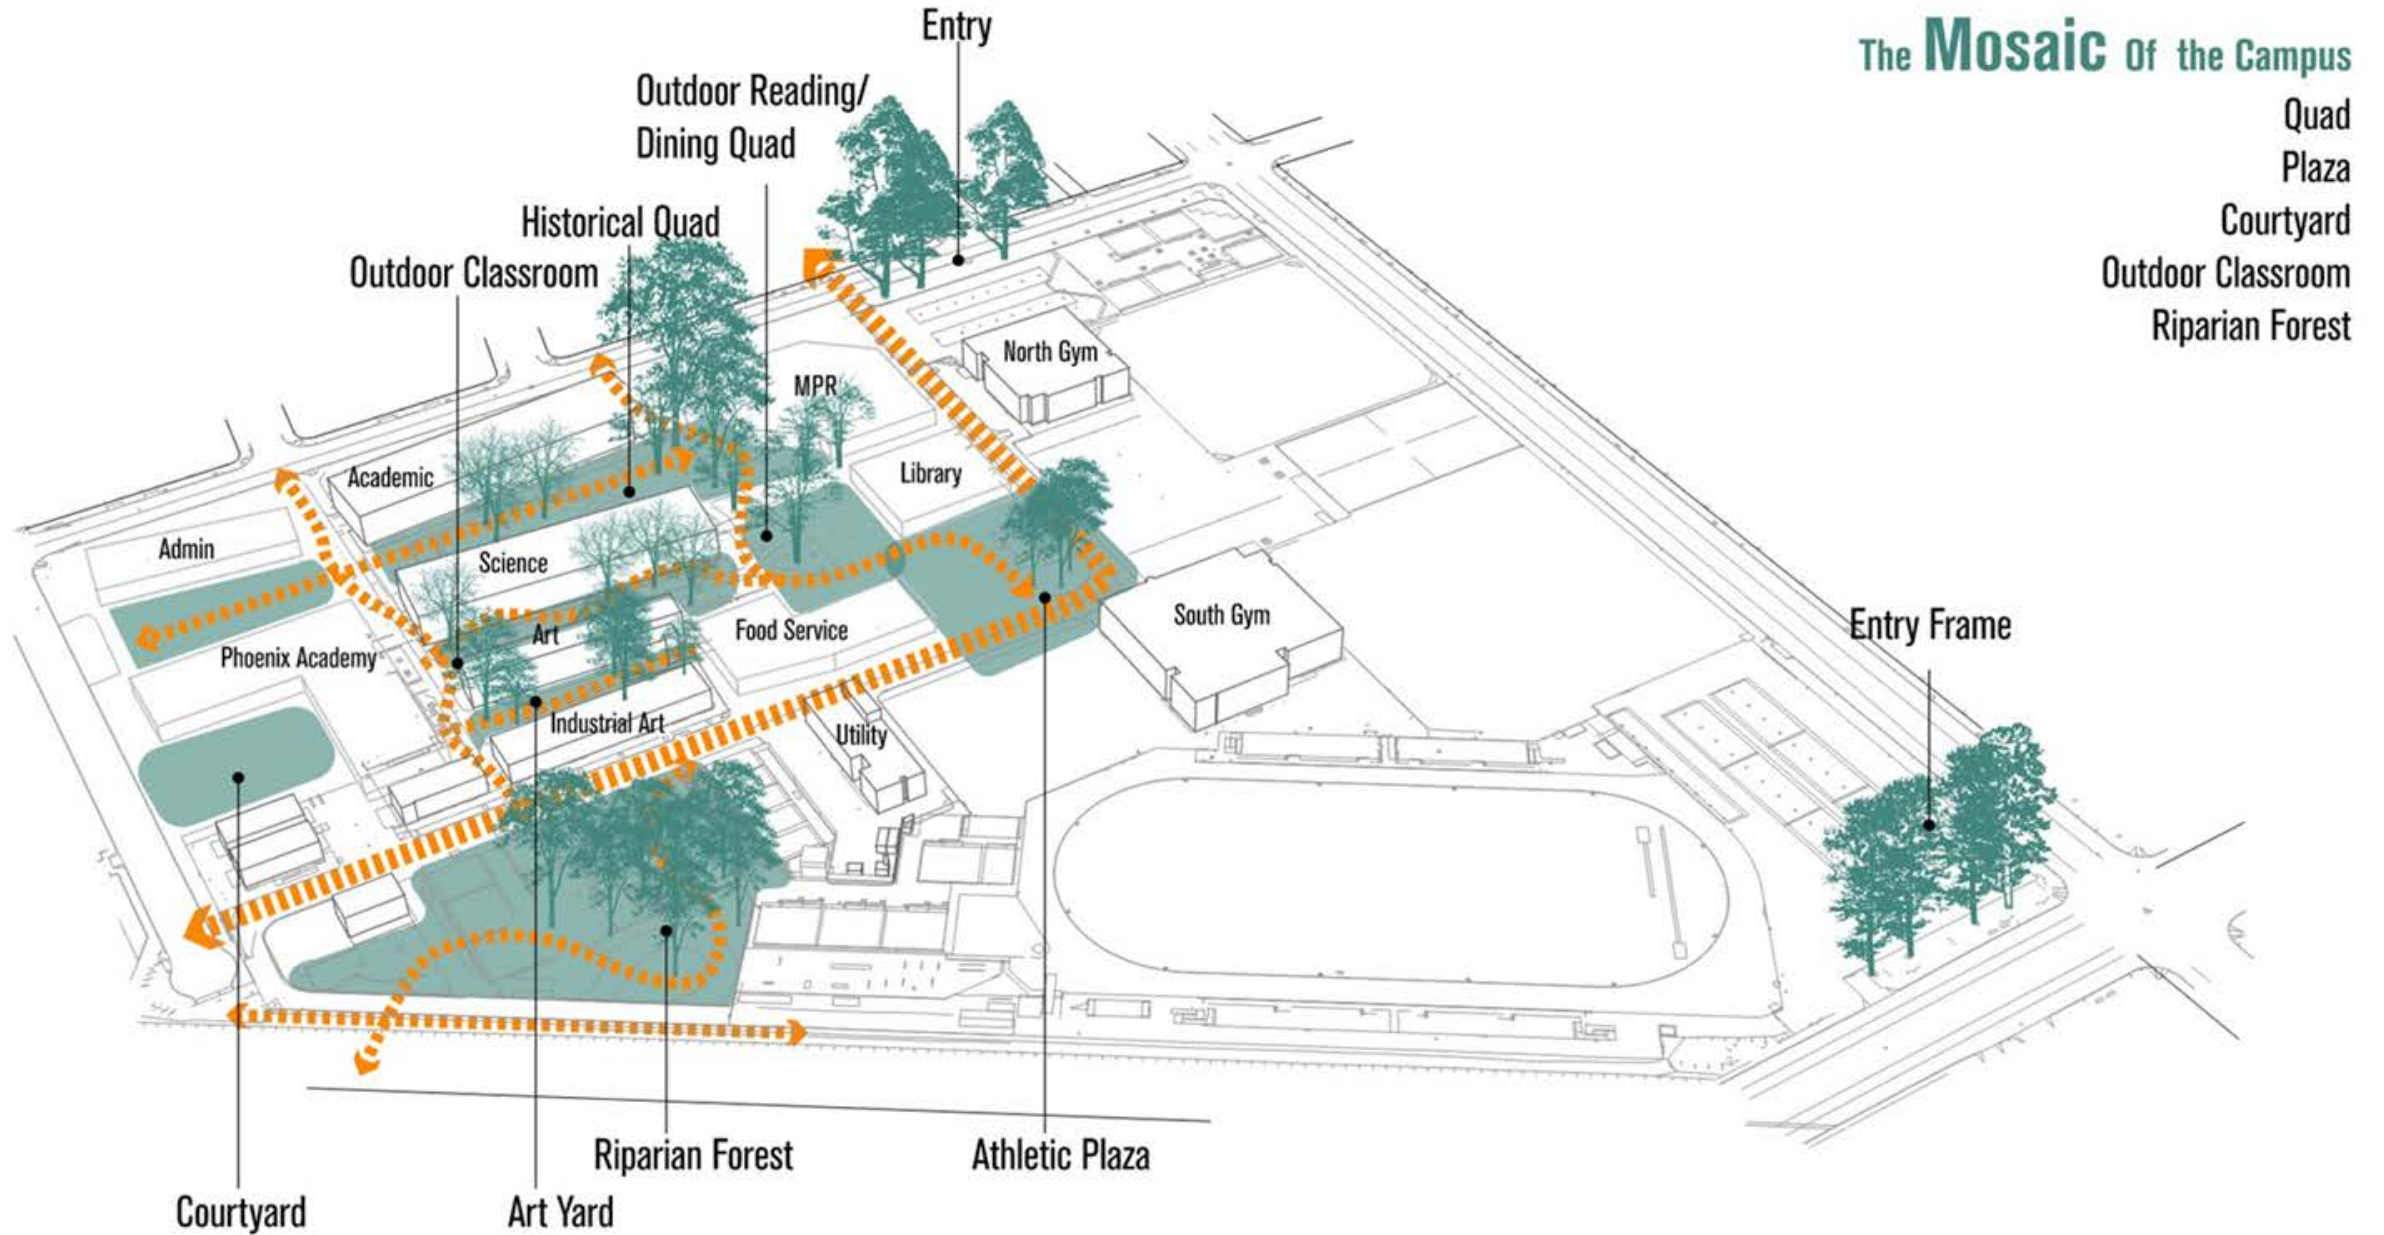 The Mosaic Of the Campus
Quad
Plaza
Courtyard
Outdoor Classroom
Riparian Forest
Entry
Outdoor Reading/
Dining Quad
Historical Quad
Outdoor Classroom
North Gym
MPR
Library
Academic
Admin
Science
Art
Food Service
South Gym
Phoenix Academy
Industrial Art
Utility
Entry Frame
Riparian Forest
Athletic Plaza
Courtyard
Art Yard